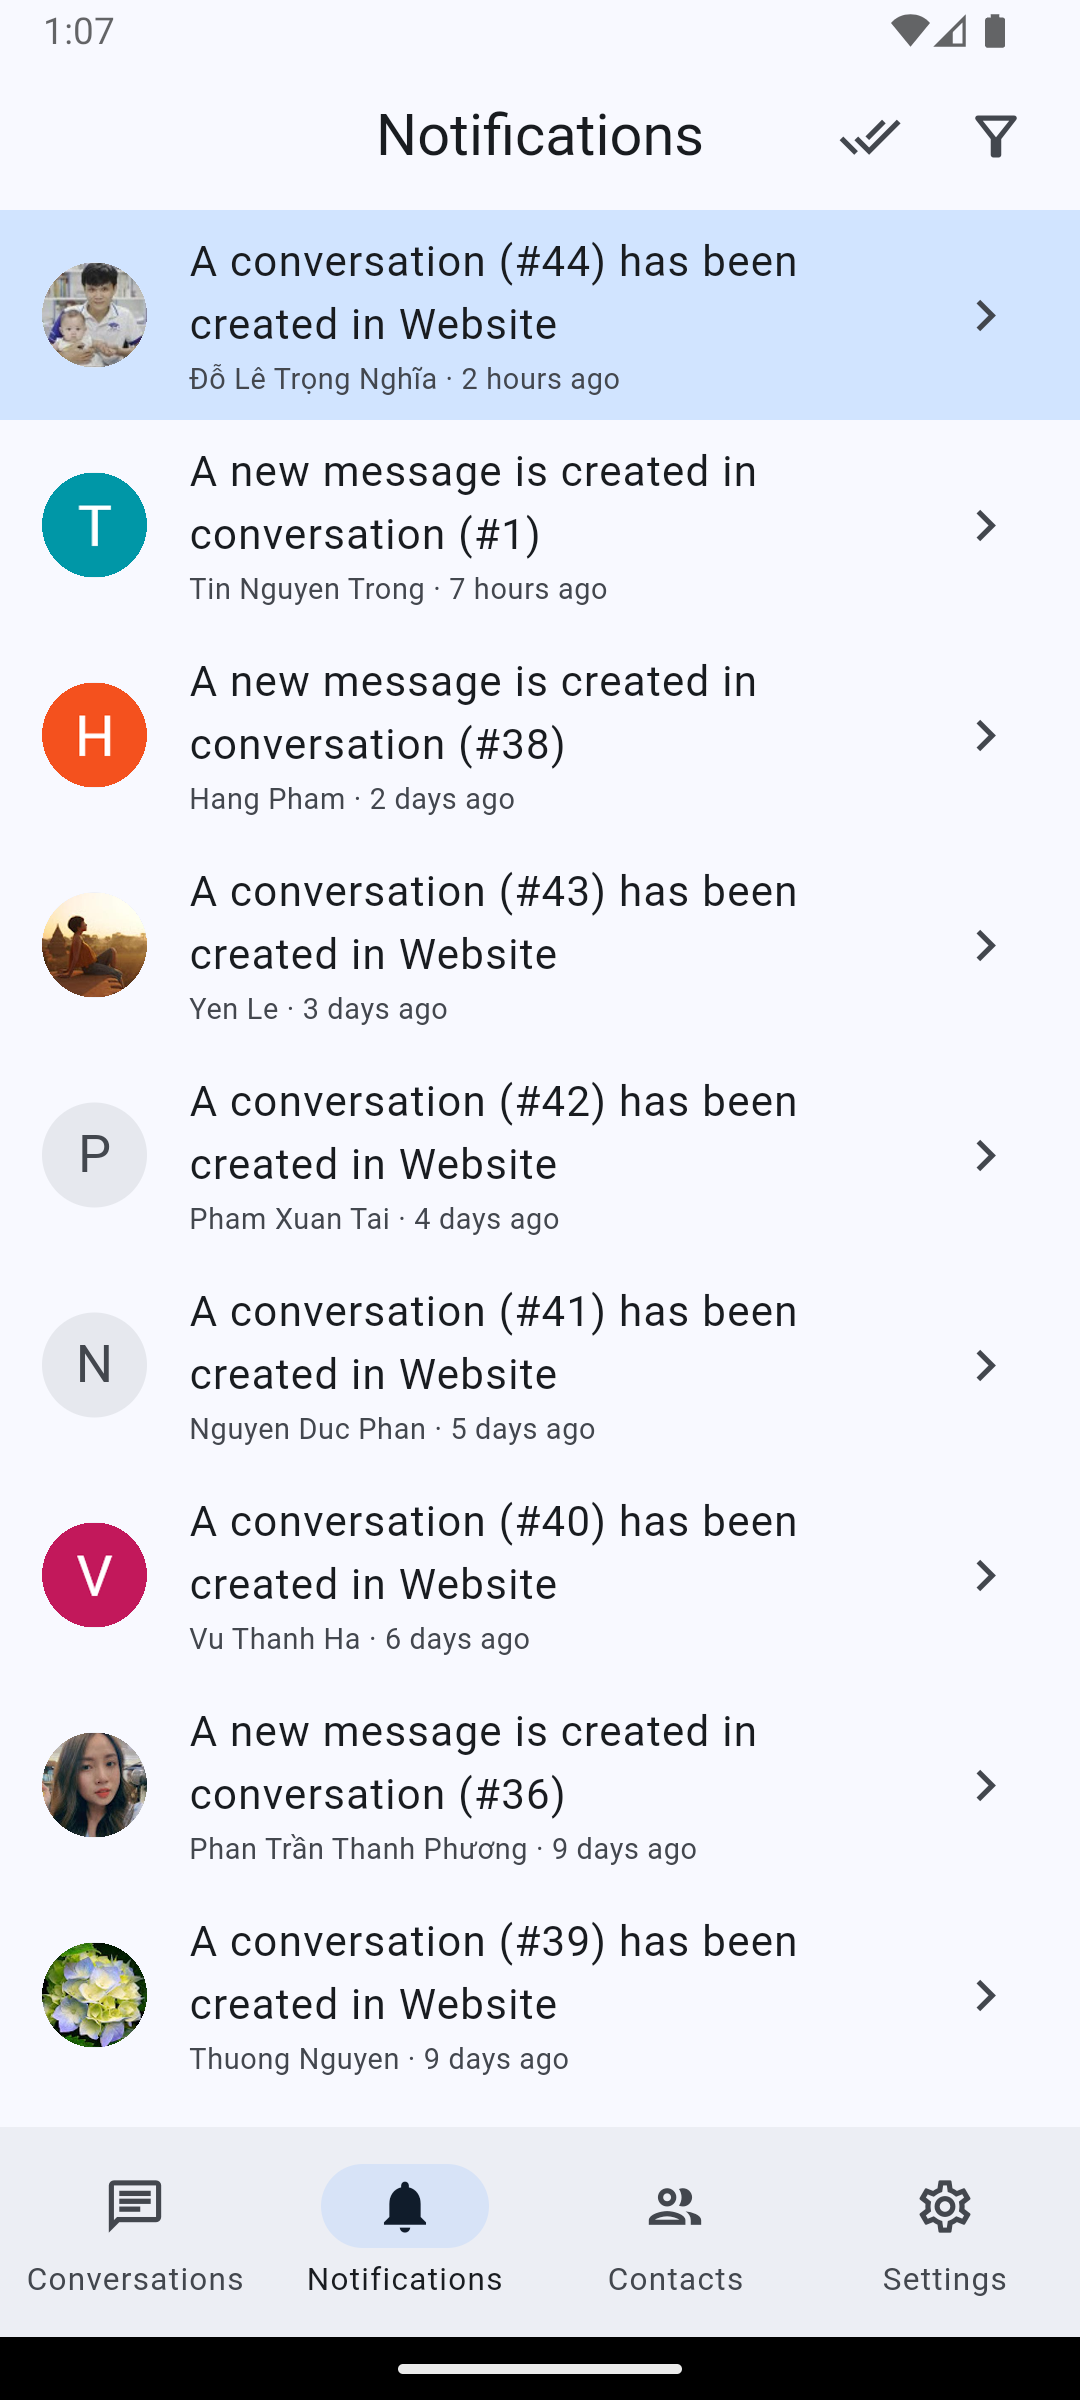 1:07
Notifications
A conversation (#44) has been
created in Website
Đỗ Lê Trọng Nghĩa · 2 hours ago
T
A new message is created in
conversation (#1)
Tin Nguyen Trong · 7 hours ago
H
A new message is created in
conversation (#38)
Hang Pham · 2 days ago
A conversation (#43) has been
created in Website
Yen Le · 3 days ago
P
A conversation (#42) has been
created in Website
Pham Xuan Tai · 4 days ago
N
A conversation (#41) has been
created in Website
Nguyen Duc Phan · 5 days ago
V
A conversation (#40) has been
created in Website
Vu Thanh Ha · 6 days ago
A new message is created in
conversation (#36)
Phan Trần Thanh Phương · 9 days ago
A conversation (#39) has been
created in Website
Thuong Nguyen · 9 days ago
Conversations
Notifications
Contacts
Settings